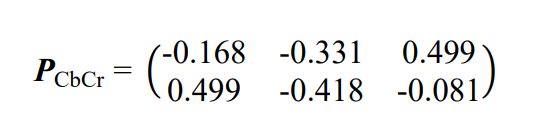 P_CbCr = (-0.168 -0.331 0.499
0.499 -0.418 -0.081)